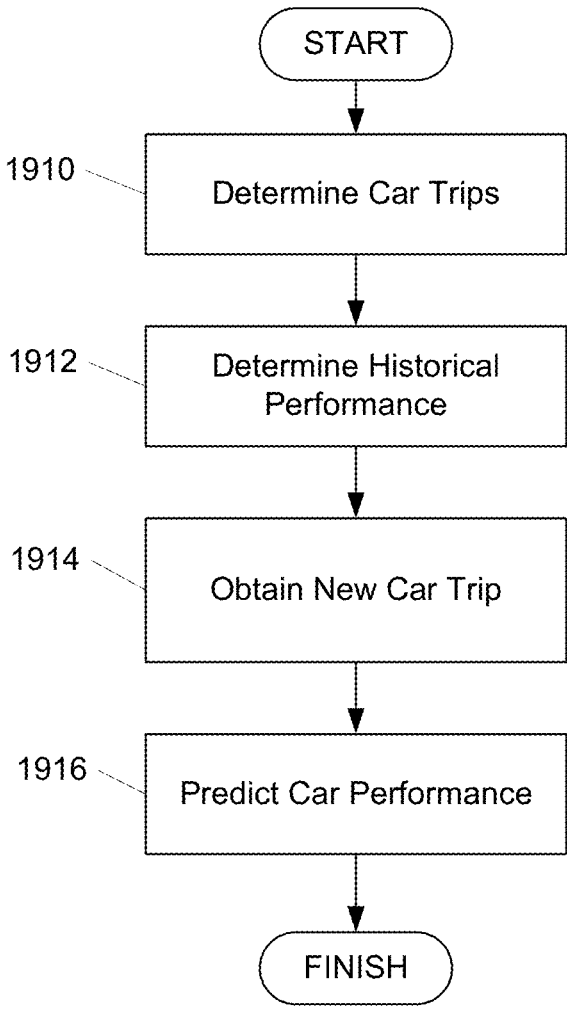 START
1910
Determine Car Trips
1912
Determine Historical
Performance
1914
Obtain New Car Trip
1916
Predict Car Performance
FINISH